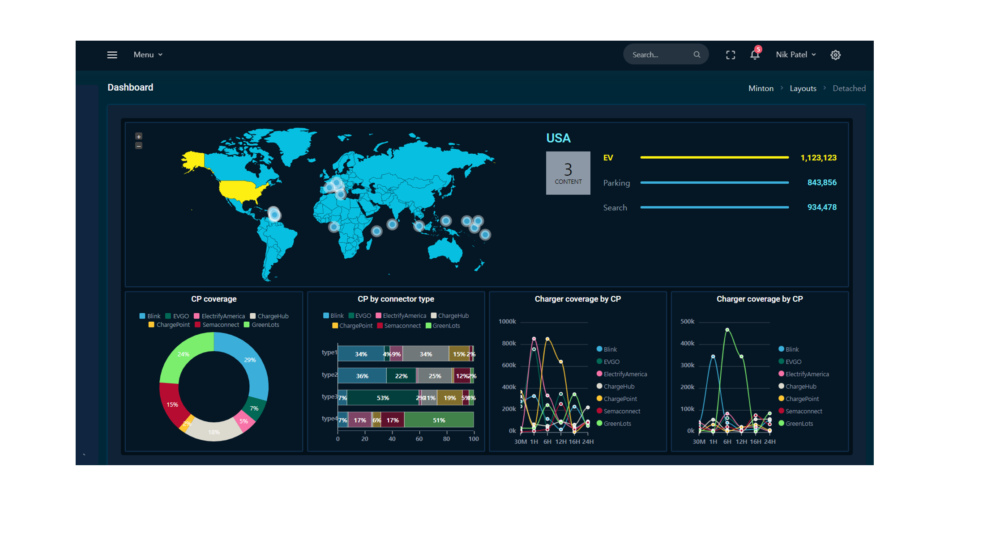 Menu
Search...
5
Nik Patel
Dashboard
Minton > Layouts > Detached
+
−
USA
3
CONTENT
EV 1,123,123
Parking 843,856
Search 934,478
CP coverage
Blink EVGO ElectrifyAmerica ChargeHub
ChargePoint Semaconnect GreenLots
24% 29%
15% 7%
2% 5%
18%
CP by connector type
Blink EVGO ElectrifyAmerica ChargeHub
ChargePoint Semaconnect GreenLots
type1 34% 4% 9% 34% 15% 2%
type2 36% 22% 25% 12% 2%
type3 7% 53% 2% 11% 19% 5% 8%
type4 7% 17% 6% 17% 51%
0 20 40 60 80 100
Charger coverage by CP
1000k
800k
600k
400k
200k
0k
30M 1H 6H 12H 16H 24H
Blink
EVGO
ElectrifyAmerica
ChargeHub
ChargePoint
Semaconnect
GreenLots
Charger coverage by CP
500k
400k
300k
200k
100k
0k
30M 1H 6H 12H 16H 24H
Blink
EVGO
ElectrifyAmerica
ChargeHub
ChargePoint
Semaconnect
GreenLots